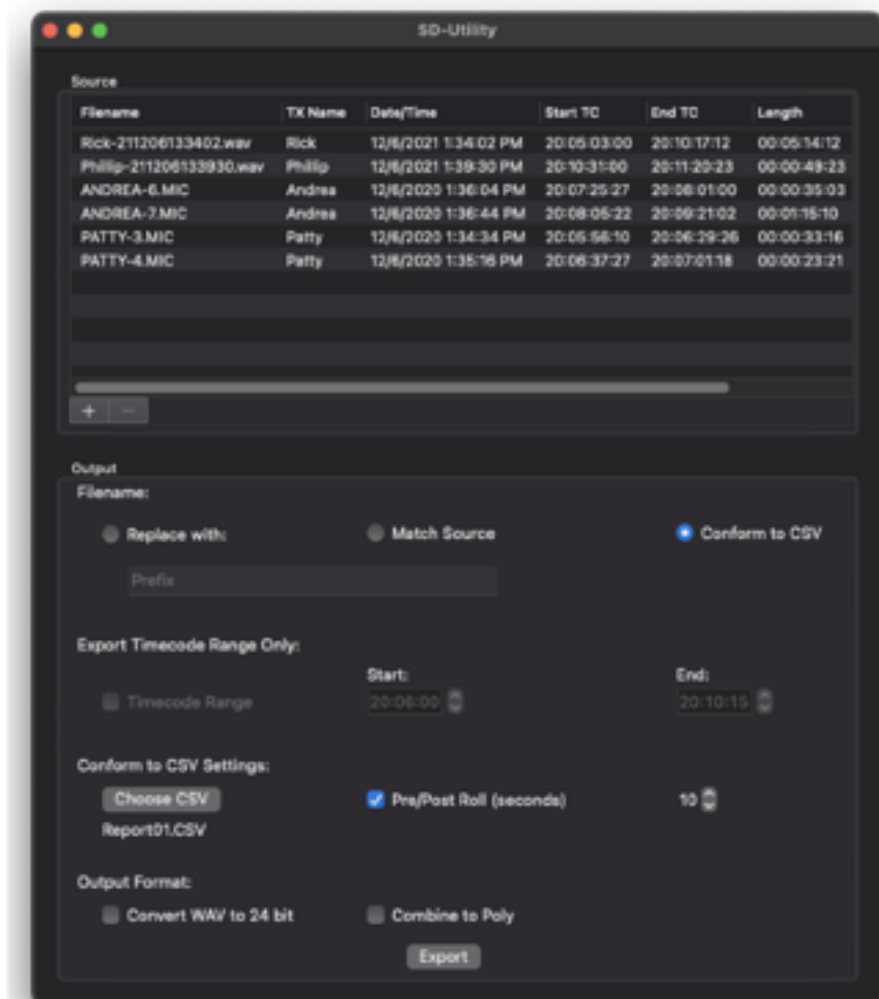 SD-Utility
Source
Filename TX Name Date/Time Start TC End TC Length
Rick-211206133402.wav Rick 12/6/2021 1:34:02 PM 20:05:03:00 20:10:17:12 00:05:14:12
Phillip-211206133930.wav Phillip 12/6/2021 1:39:30 PM 20:10:31:00 20:11:20:23 00:00:49:23
ANDREA-6.MIC Andrea 12/6/2020 1:36:04 PM 20:07:25:27 20:08:01:00 00:00:35:03
ANDREA-7.MIC Andrea 12/6/2020 1:36:44 PM 20:08:05:22 20:09:21:02 00:01:15:10
PATTY-3.MIC Patty 12/6/2020 1:34:34 PM 20:05:56:10 20:06:29:26 00:00:33:16
PATTY-4.MIC Patty 12/6/2020 1:35:16 PM 20:06:37:27 20:07:01:18 00:00:23:21
+ −
Output
Filename:
Replace with: Match Source Conform to CSV
Prefix
Export Timecode Range Only:
Start: End:
Timecode Range 20:06:00 20:10:15
Conform to CSV Settings:
Choose CSV Pre/Post Roll (seconds) 10
Report01.CSV
Output Format:
Convert WAV to 24 bit Combine to Poly
Export